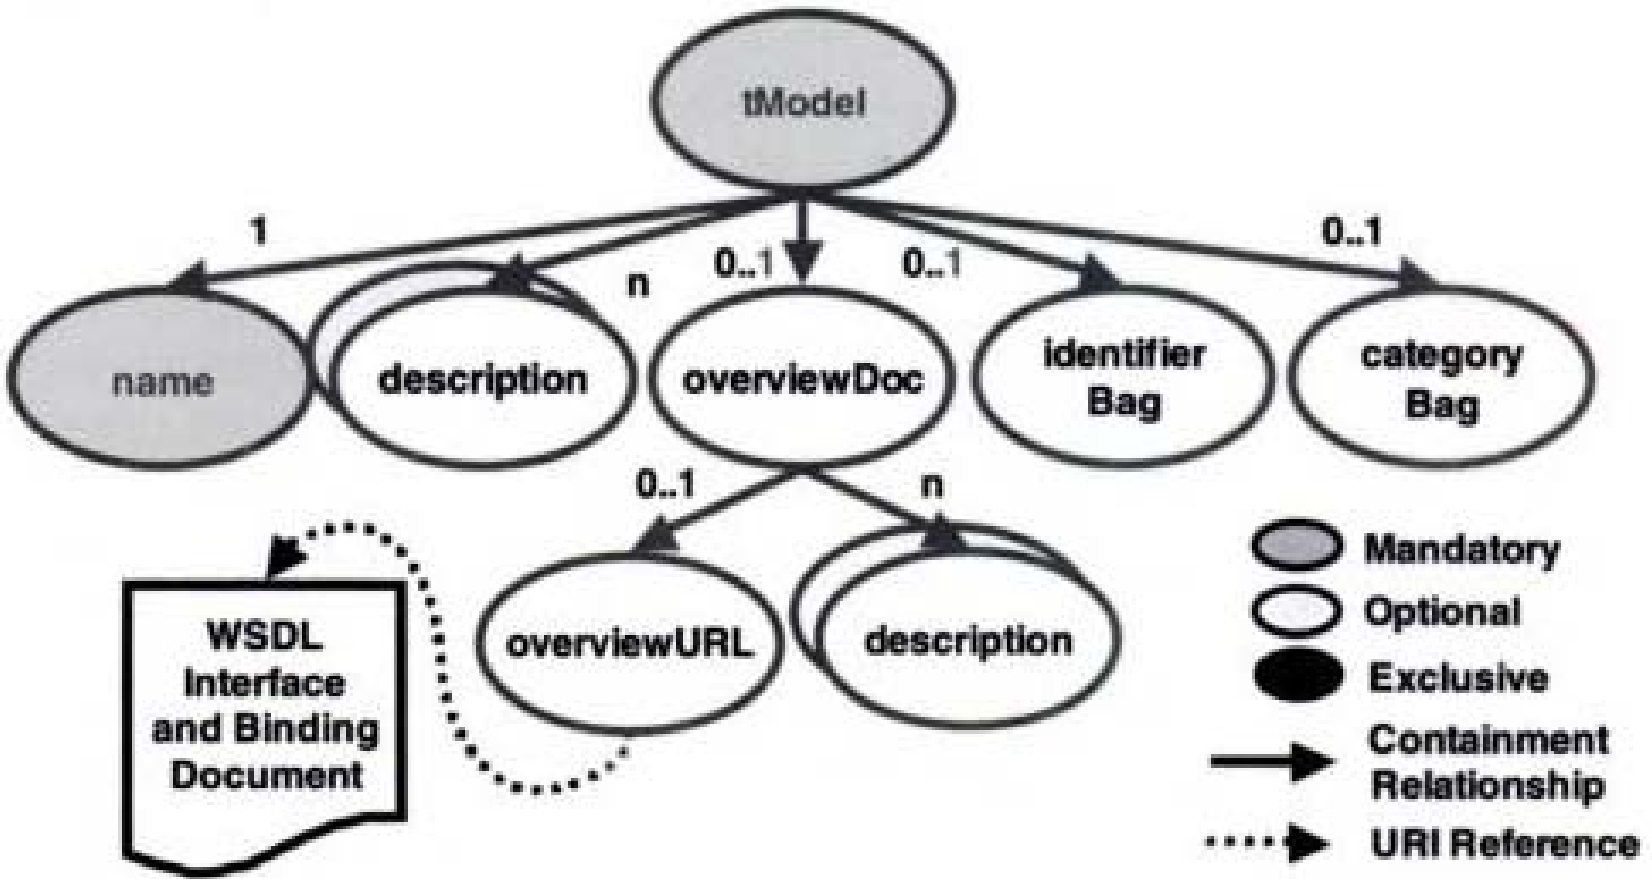 tModel
1
n
0..1
0..1
0..1
name
description
overviewDoc
identifier
Bag
category
Bag
0..1
n
WSDL
Interface
and Binding
Document
overviewURL
description
Mandatory
Optional
Exclusive
Containment
Relationship
URI Reference